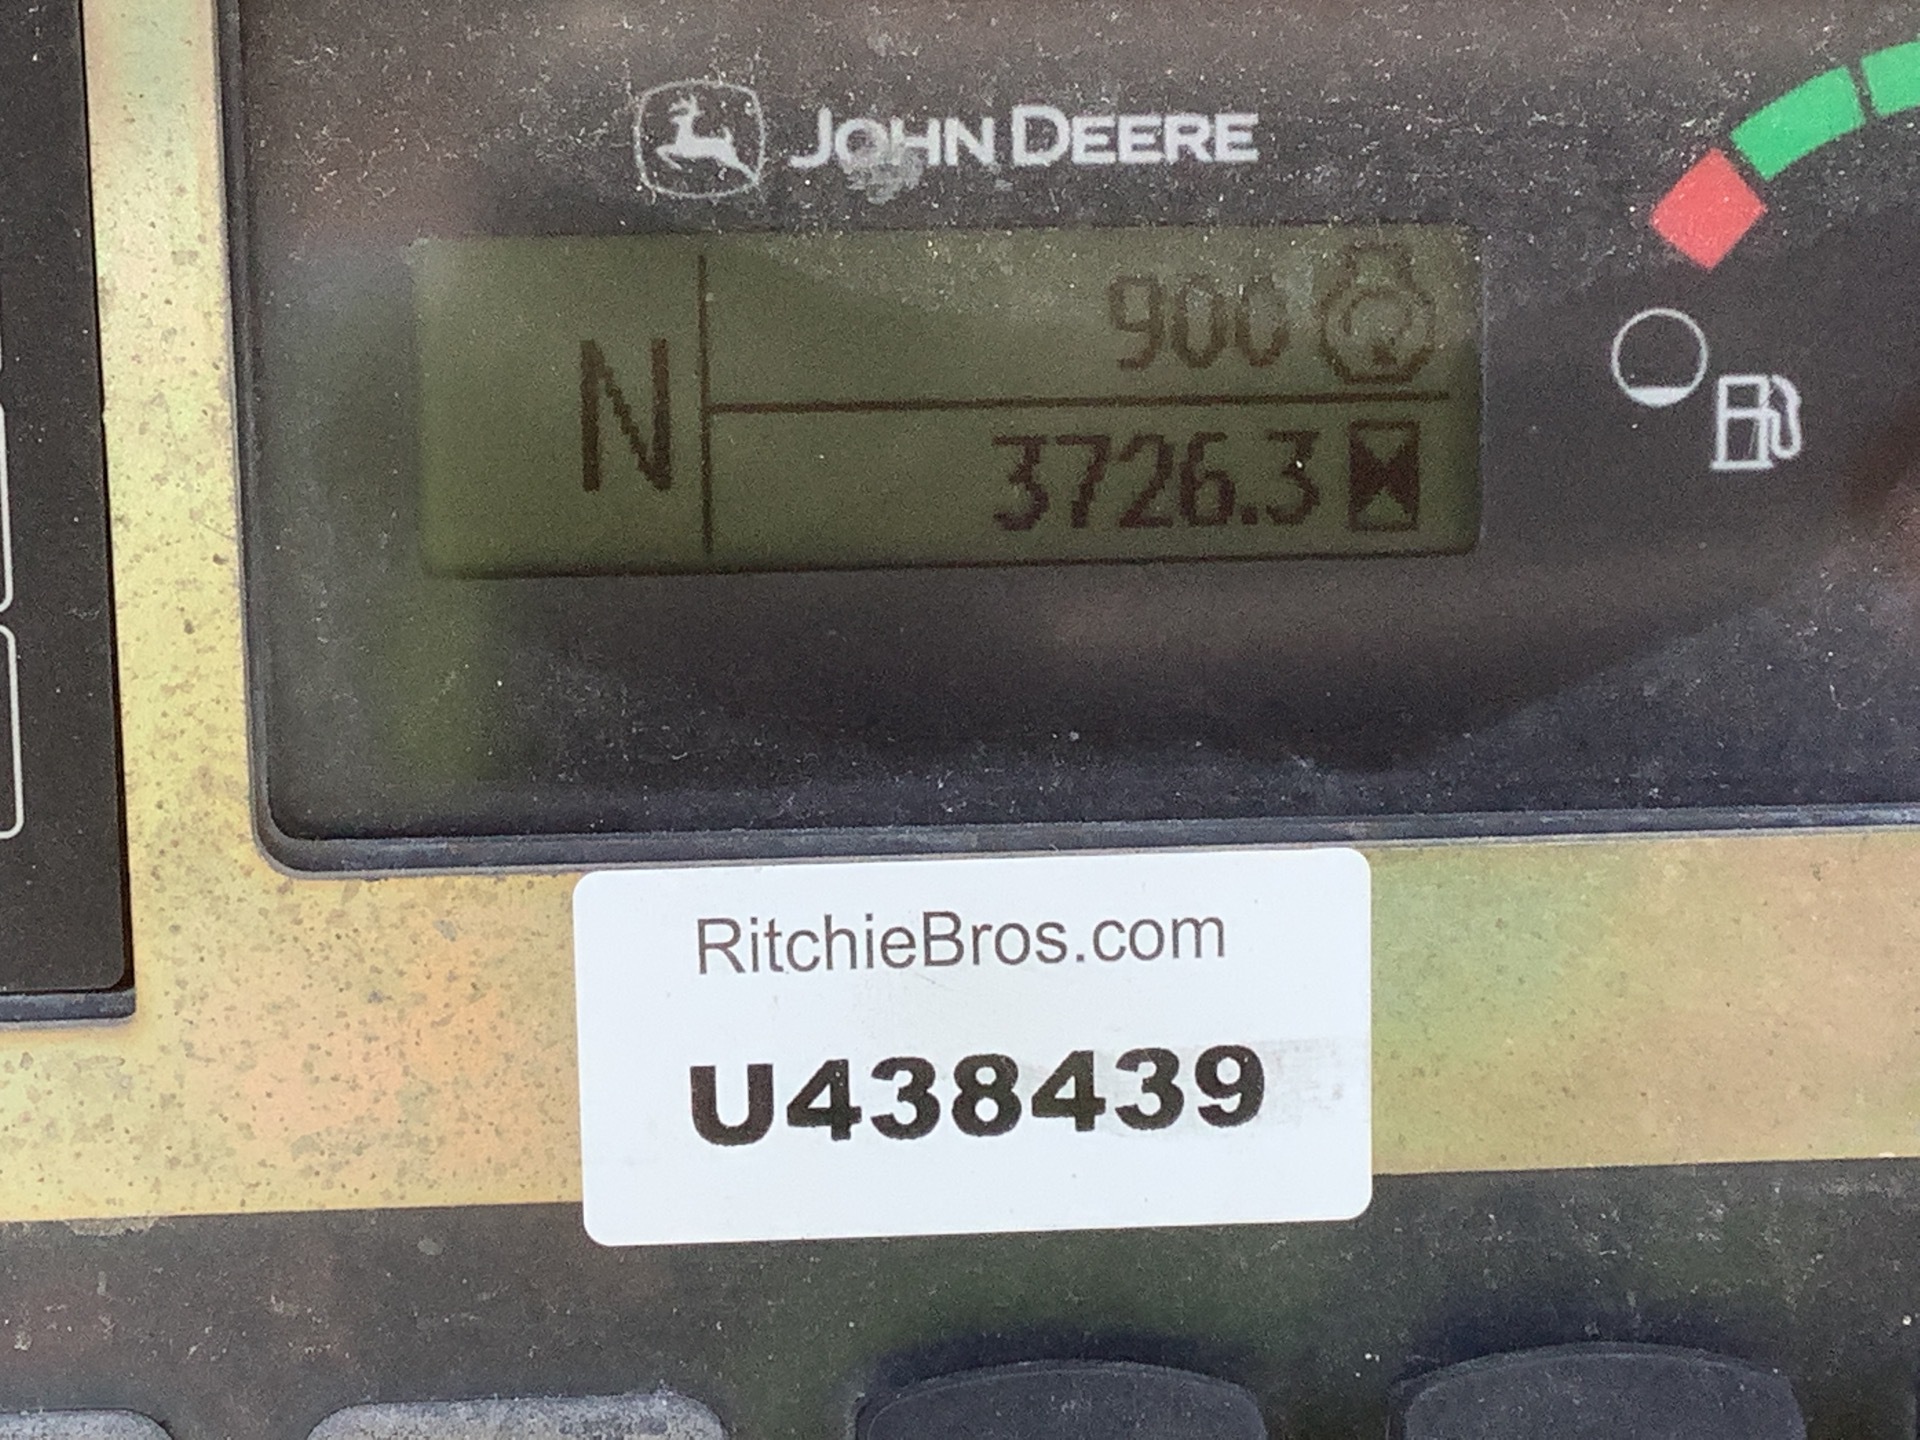 JOHN DEERE
N
900
3726.3
RitchieBros.com
U438439